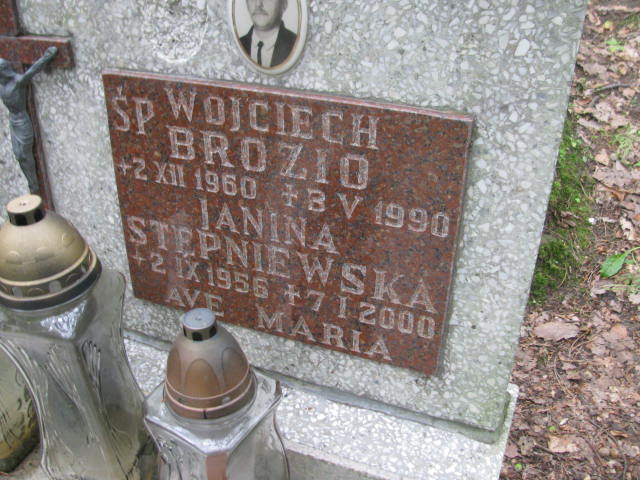 ŚP WOJCIECH
BROZIO
+2 XII 1960 +8 V 1990
JANINA
STĘPNIEWSKA
+2 IX 1956 +7 I 2000
AVE MARIA